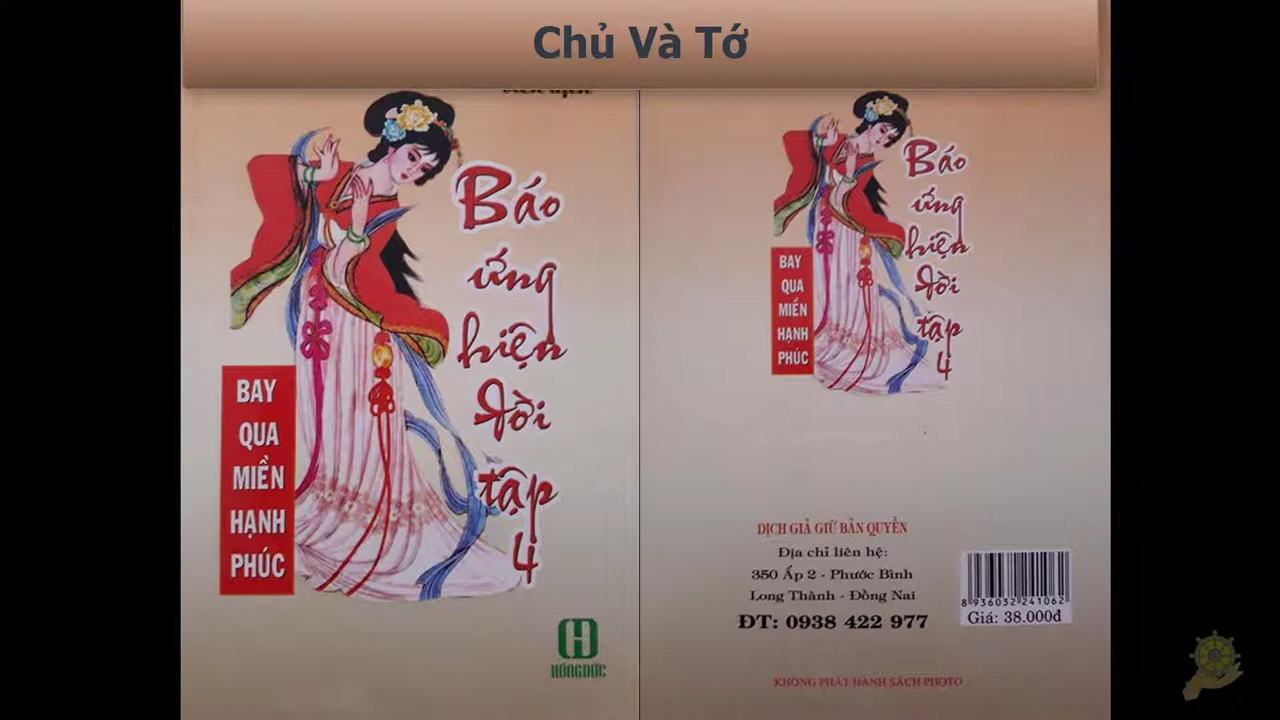 Chủ Và Tớ
Báo
ứng
hiện
đời
tập
4
BAY
QUA
MIỀN
HẠNH
PHÚC
HỒNG ĐỨC
Báo
ứng
hiện
đời
tập
4
BAY
QUA
MIỀN
HẠNH
PHÚC
DỊCH GIẢ GIỮ BẢN QUYỀN
Địa chỉ liên hệ:
350 Ấp 2 - Phước Bình
Long Thành - Đồng Nai
ĐT: 0938 422 977
8 936032 241062
Giá: 38.000đ
KHÔNG PHÁT HÀNH SÁCH PHOTO